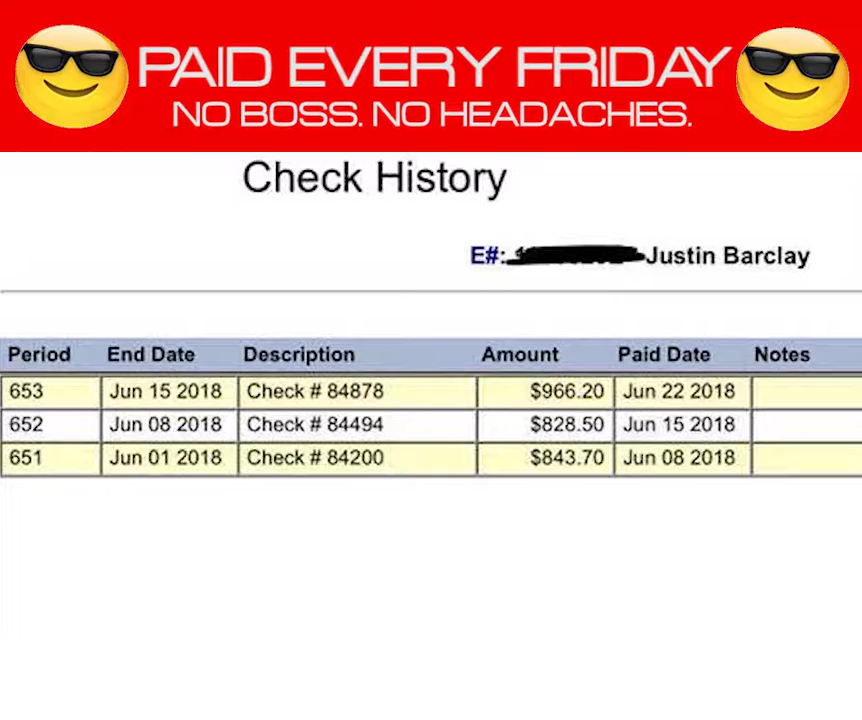 PAID EVERY FRIDAY
NO BOSS. NO HEADACHES.
Check History
E#: Justin Barclay
Period End Date Description Amount Paid Date Notes
653 Jun 15 2018 Check # 84878 $966.20 Jun 22 2018
652 Jun 08 2018 Check # 84494 $828.50 Jun 15 2018
651 Jun 01 2018 Check # 84200 $843.70 Jun 08 2018